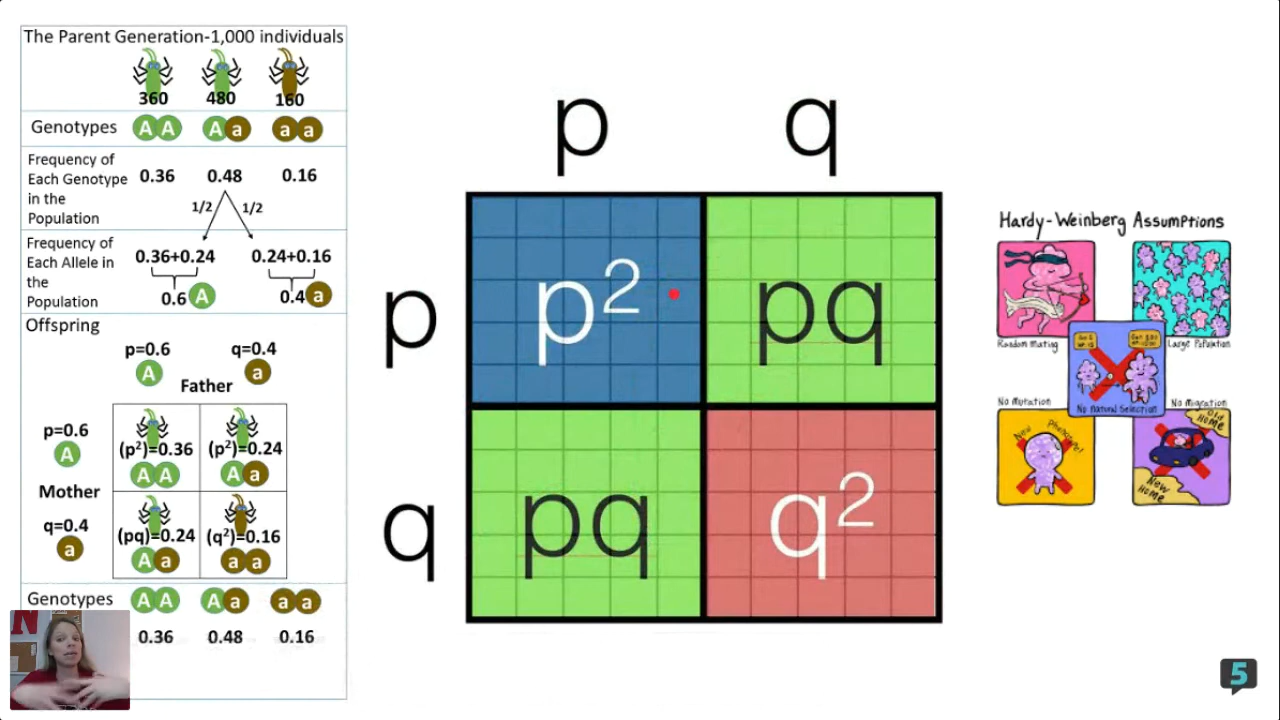 The Parent Generation-1,000 individuals
360 480 160
Genotypes A A A a a a
Frequency of
Each Genotype
in the
Population
0.36 0.48 0.16
1/2 1/2
Frequency of
Each Allele in
the
Population
0.36+0.24 0.24+0.16
0.6 A 0.4 a
Offspring
p=0.6 q=0.4
A a
Father
p=0.6
A
Mother
q=0.4
a
(p²)=0.36 (p²)=0.24
A A A a
(pq)=0.24 (q²)=0.16
A a a a
Genotypes A A A a a a
0.36 0.48 0.16
N
p q
p p² pq
q pq q²
Hardy-Weinberg Assumptions
Random Mating
Large Population
No Natural Selection
No Mutation
New Phenotype!
No Migration
Old Home
New Home
5